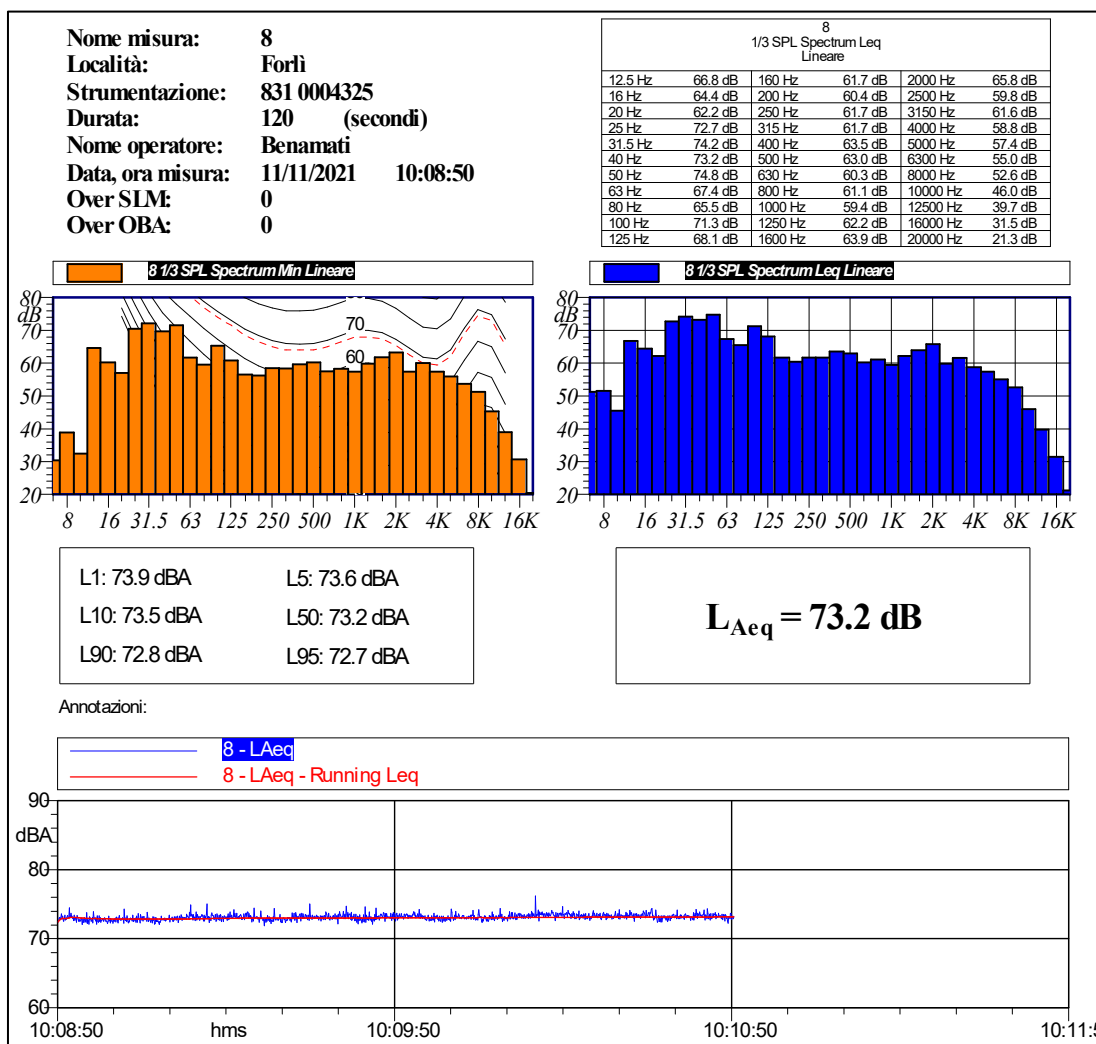 Nome misura: 8
Località: Forlì
Strumentazione: 831 0004325
Durata: 120 (secondi)
Nome operatore: Benamati
Data, ora misura: 11/11/2021 10:08:50
Over SLM: 0
Over OBA: 0
8
1/3 SPL Spectrum Leq
Lineare
12.5 Hz 66.8 dB 160 Hz 61.7 dB 2000 Hz 65.8 dB
16 Hz 64.4 dB 200 Hz 60.4 dB 2500 Hz 59.8 dB
20 Hz 62.2 dB 250 Hz 61.7 dB 3150 Hz 61.6 dB
25 Hz 72.7 dB 315 Hz 61.7 dB 4000 Hz 58.8 dB
31.5 Hz 74.2 dB 400 Hz 63.5 dB 5000 Hz 57.4 dB
40 Hz 73.2 dB 500 Hz 63.0 dB 6300 Hz 55.0 dB
50 Hz 74.8 dB 630 Hz 60.3 dB 8000 Hz 52.6 dB
63 Hz 67.4 dB 800 Hz 61.1 dB 10000 Hz 46.0 dB
80 Hz 65.5 dB 1000 Hz 59.4 dB 12500 Hz 39.7 dB
100 Hz 71.3 dB 1250 Hz 62.2 dB 16000 Hz 31.5 dB
125 Hz 68.1 dB 1600 Hz 63.9 dB 20000 Hz 21.3 dB
8 1/3 SPL Spectrum Min Lineare
80
dB
70
60
50
40
30
20
70
60
8 16 31.5 63 125 250 500 1K 2K 4K 8K 16K
8 1/3 SPL Spectrum Leq Lineare
80
dB
70
60
50
40
30
20
8 16 31.5 63 125 250 500 1K 2K 4K 8K 16K
L1: 73.9 dBA L5: 73.6 dBA
L10: 73.5 dBA L50: 73.2 dBA
L90: 72.8 dBA L95: 72.7 dBA
LAeq = 73.2 dB
Annotazioni:
8 - LAeq
8 - LAeq - Running Leq
90
dBA
80
70
60
10:08:50 hms 10:09:50 10:10:50 10:11:5